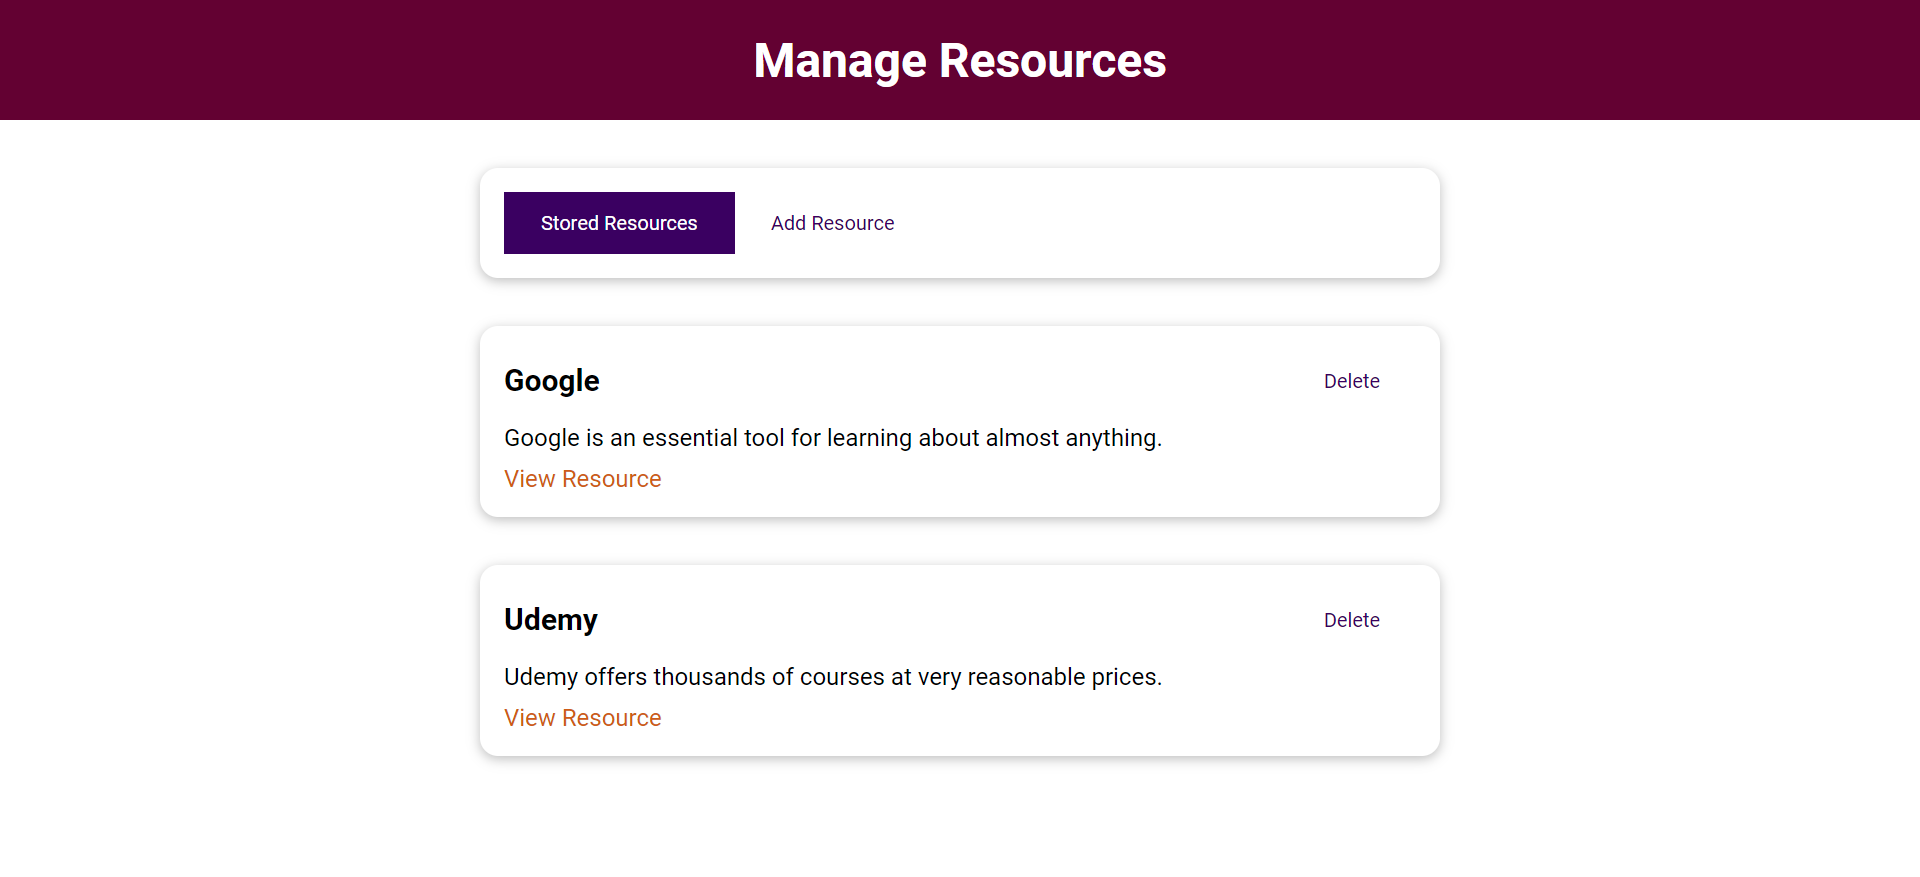 Manage Resources
Stored Resources Add Resource
Google Delete
Google is an essential tool for learning about almost anything.
View Resource
Udemy Delete
Udemy offers thousands of courses at very reasonable prices.
View Resource